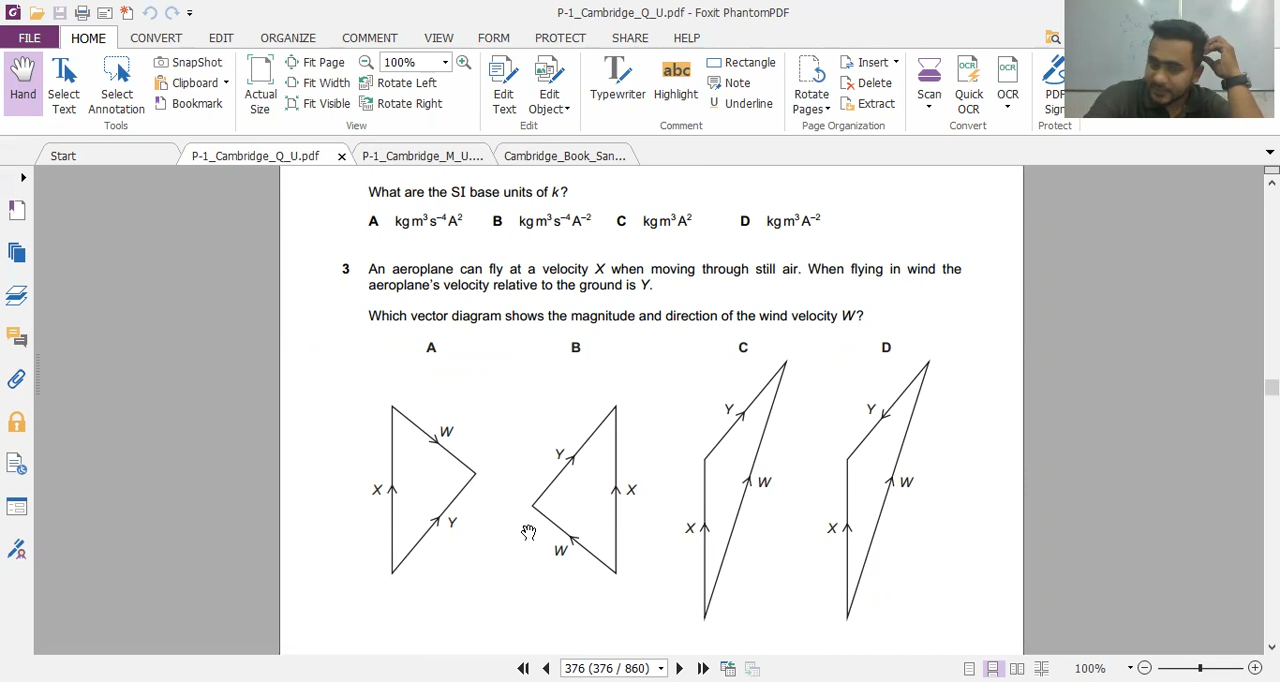 P-1_Cambridge_Q_U.pdf - Foxit PhantomPDF
FILE HOME CONVERT EDIT ORGANIZE COMMENT VIEW FORM PROTECT SHARE HELP
SnapShot Fit Page 100% Rectangle Insert
Clipboard Fit Width Rotate Left Note Delete
Bookmark Fit Visible Rotate Right Underline Extract
Hand Select Text Select Annotation Actual Size Edit Text Edit Object Typewriter Highlight Rotate Pages Scan Quick OCR OCR PDF Sign
Tools View Edit Comment Page Organization Convert Protect
Start P-1_Cambridge_Q_U.pdf P-1_Cambridge_M_U.... Cambridge_Book_San...
What are the SI base units of k?
A kg m³ s⁻⁴ A² B kg m³ s⁻⁴ A⁻² C kg m³ A² D kg m³ A⁻²
3 An aeroplane can fly at a velocity X when moving through still air. When flying in wind the
aeroplane's velocity relative to the ground is Y.
Which vector diagram shows the magnitude and direction of the wind velocity W?
A B C D
W Y Y Y
X X W W
Y W X X
376 (376 / 860) 100%